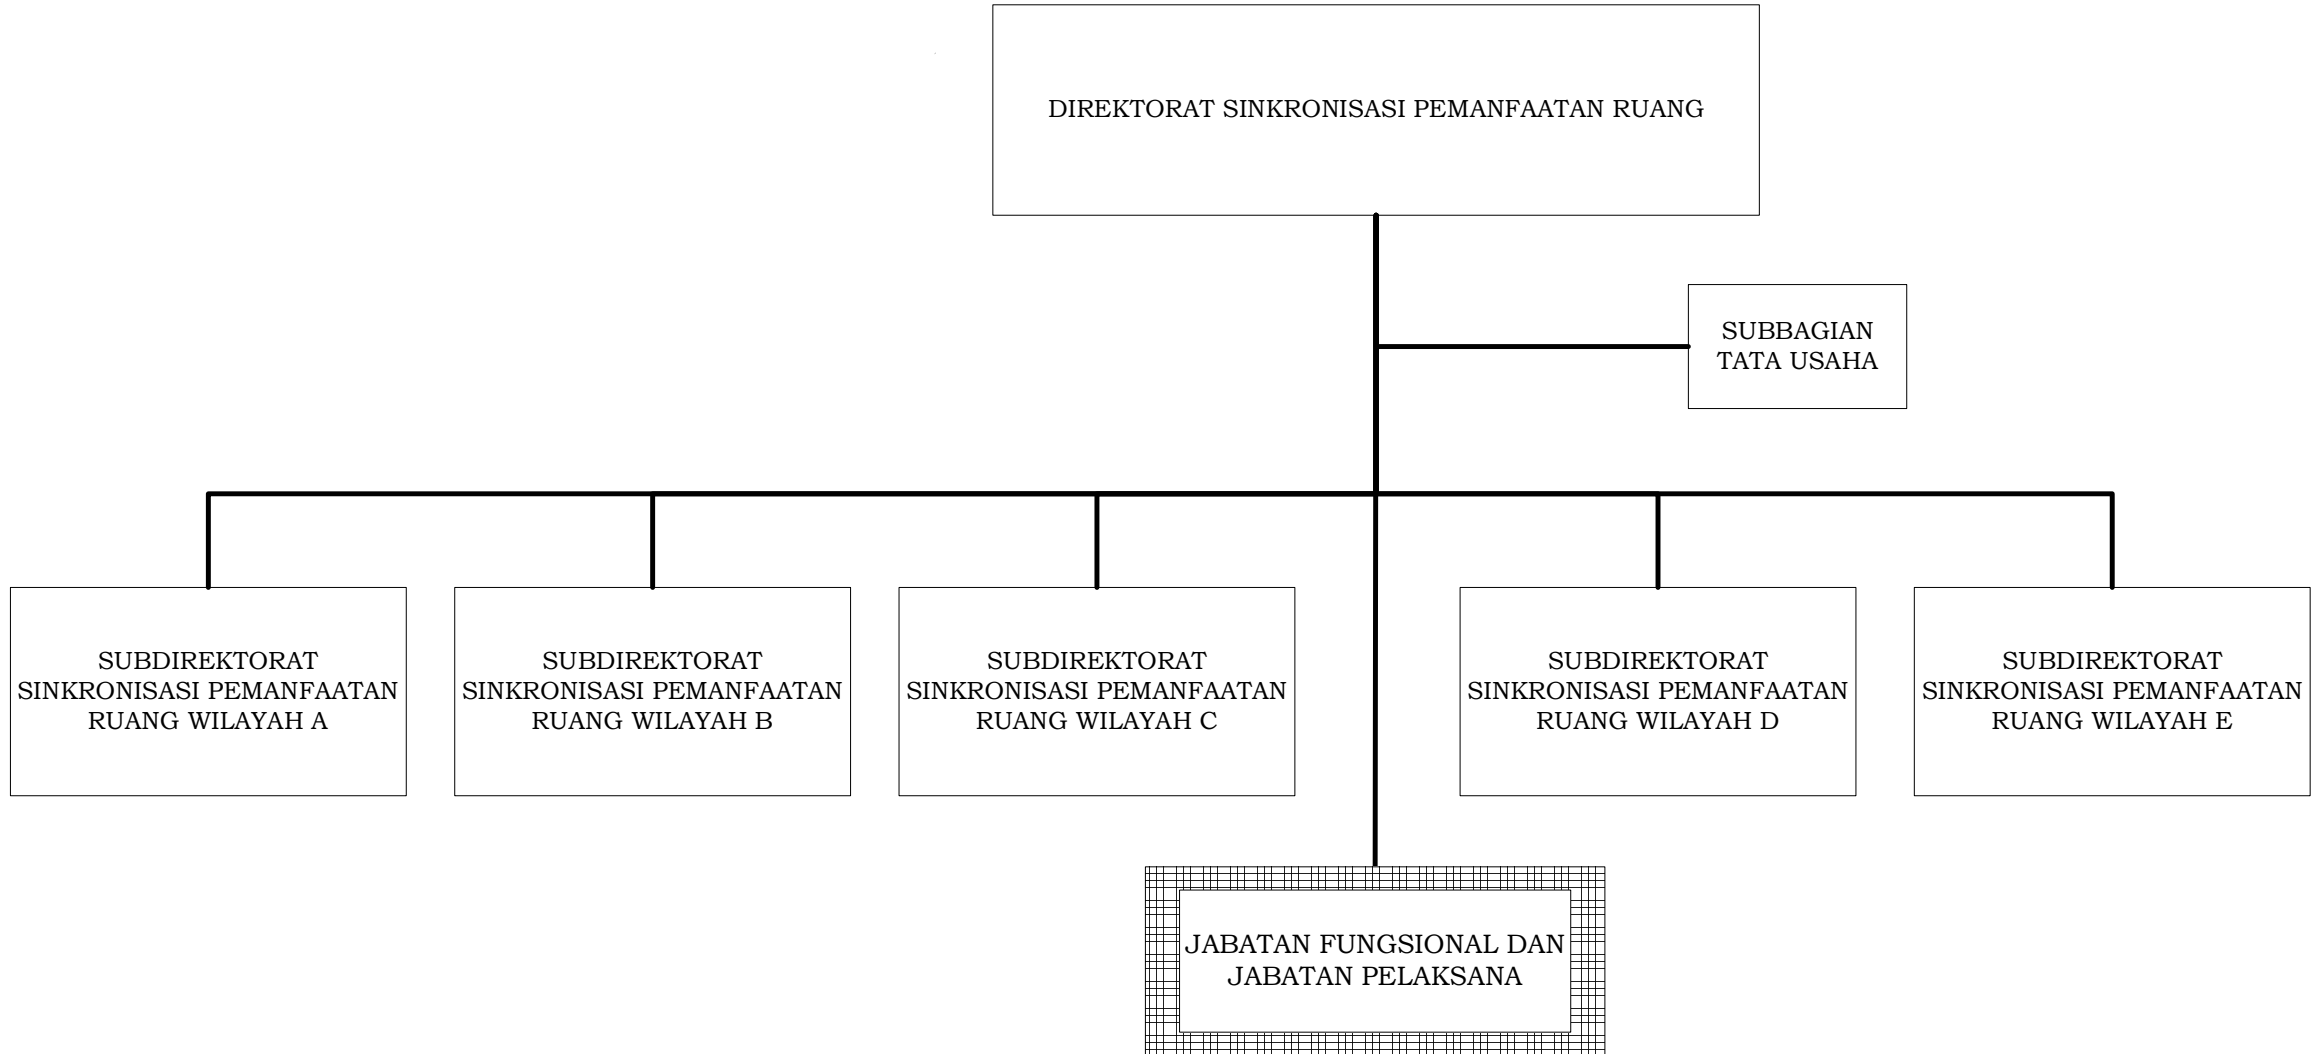 DIREKTORAT SINKRONISASI PEMANFAATAN RUANG
SUBBAGIAN
TATA USAHA
SUBDIREKTORAT
SINKRONISASI PEMANFAATAN
RUANG WILAYAH A
SUBDIREKTORAT
SINKRONISASI PEMANFAATAN
RUANG WILAYAH B
SUBDIREKTORAT
SINKRONISASI PEMANFAATAN
RUANG WILAYAH C
SUBDIREKTORAT
SINKRONISASI PEMANFAATAN
RUANG WILAYAH D
SUBDIREKTORAT
SINKRONISASI PEMANFAATAN
RUANG WILAYAH E
JABATAN FUNGSIONAL DAN
JABATAN PELAKSANA